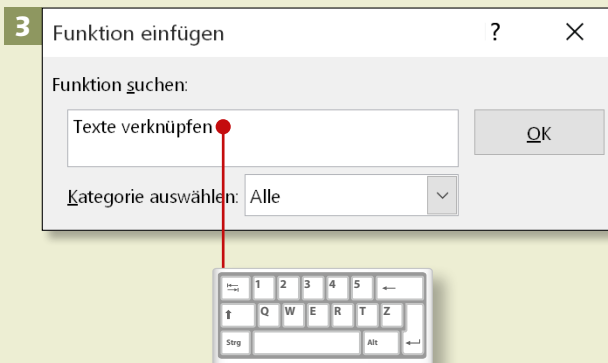 3
Funktion einfügen ? ×
Funktion suchen:
Texte verknüpfen
OK
Kategorie auswählen: Alle
1 2 3 4 5
Q W E R T Z
Strg Alt